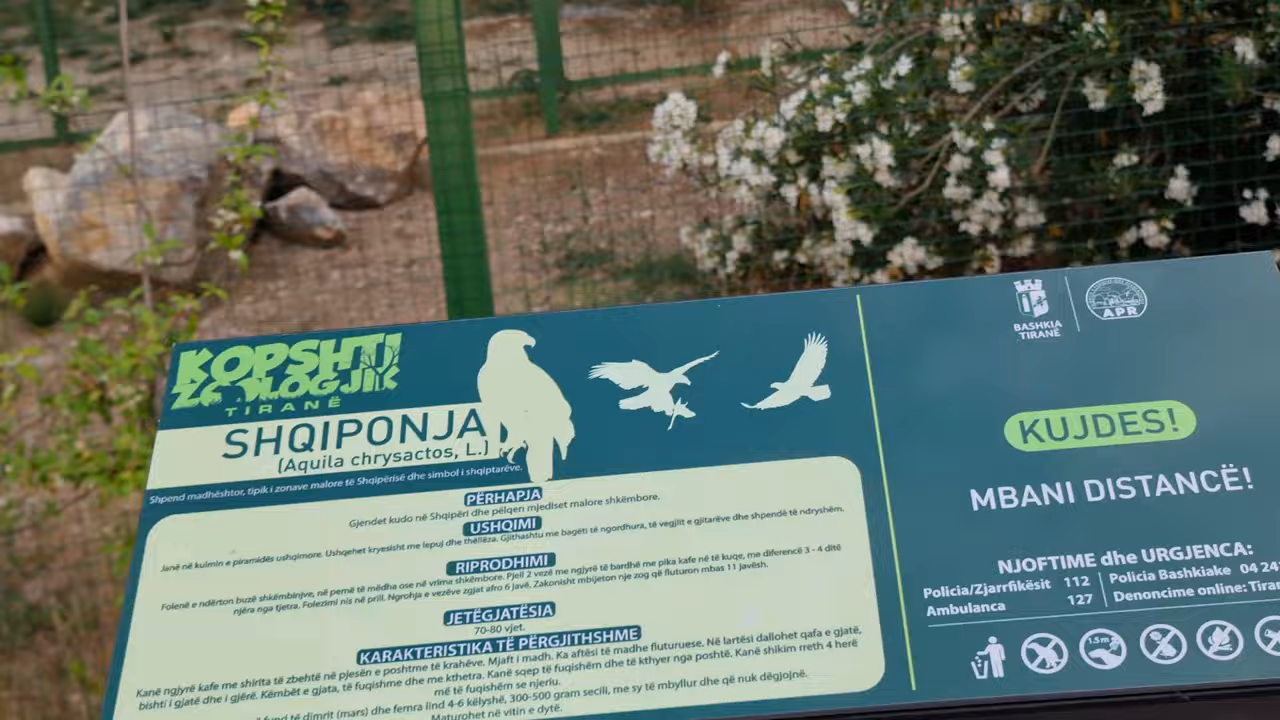 KOPSHTI
ZOOLOGJIK
TIRANË
SHQIPONJA
(Aquila chrysactos, L.)
Shpend madhështor, tipik i zonave malore të Shqipërisë dhe simbol i shqiptarëve.
PËRHAPJA
Gjendet kudo në Shqipëri dhe pëlqen mjediset malore shkëmbore.
USHQIMI
Janë në kulmin e piramidës ushqimore. Ushqehet kryesisht me lepuj dhe thëllëza. Gjithashtu me bagëti të ngordhura, të vegjlit e gjitarëve dhe shpendë të ndryshëm.
RIPRODHIMI
Folenë e ndërton buzë shkëmbinjve, në pemë të mëdha ose në vrima shkëmbore. Pjell 2 vezë me ngjyrë të bardhë me pika kafe në të kuqe, me diferencë 3 - 4 ditë
njëra nga tjetra. Folezimi nis në prill. Ngrohja e vezëve zgjat afro 6 javë. Zakonisht mbijeton nje zog që fluturon mbas 11 javësh.
JETËGJATËSIA
70-80 vjet.
KARAKTERISTIKA TË PËRGJITHSHME
Kanë ngjyrë kafe me shirita të zbehtë në pjesën e poshtme të krahëve. Mjaft i madh. Ka aftësi të madhe fluturuese. Në lartësi dallohet qafa e gjatë,
bishti i gjatë dhe i gjërë. Këmbët e gjata, të fuqishme dhe me kthetra. Kanë sqep të fuqishëm dhe të kthyer nga poshtë. Kanë shikim rreth 4 herë
më të fuqishëm se njeriu.
fund të dimrit (mars) dhe femra lind 4-6 këlyshë, 300-500 gram secili, me sy të mbyllur dhe që nuk dëgjojnë.
Maturohet në vitin e dytë.
BASHKIA
TIRANË
APR
KUJDES!
MBANI DISTANCË!
NJOFTIME dhe URGJENCA:
Policia/Zjarrfikësit 112
Ambulanca 127
Policia Bashkiake 04 24
Denoncime online: Tiran
1.5m